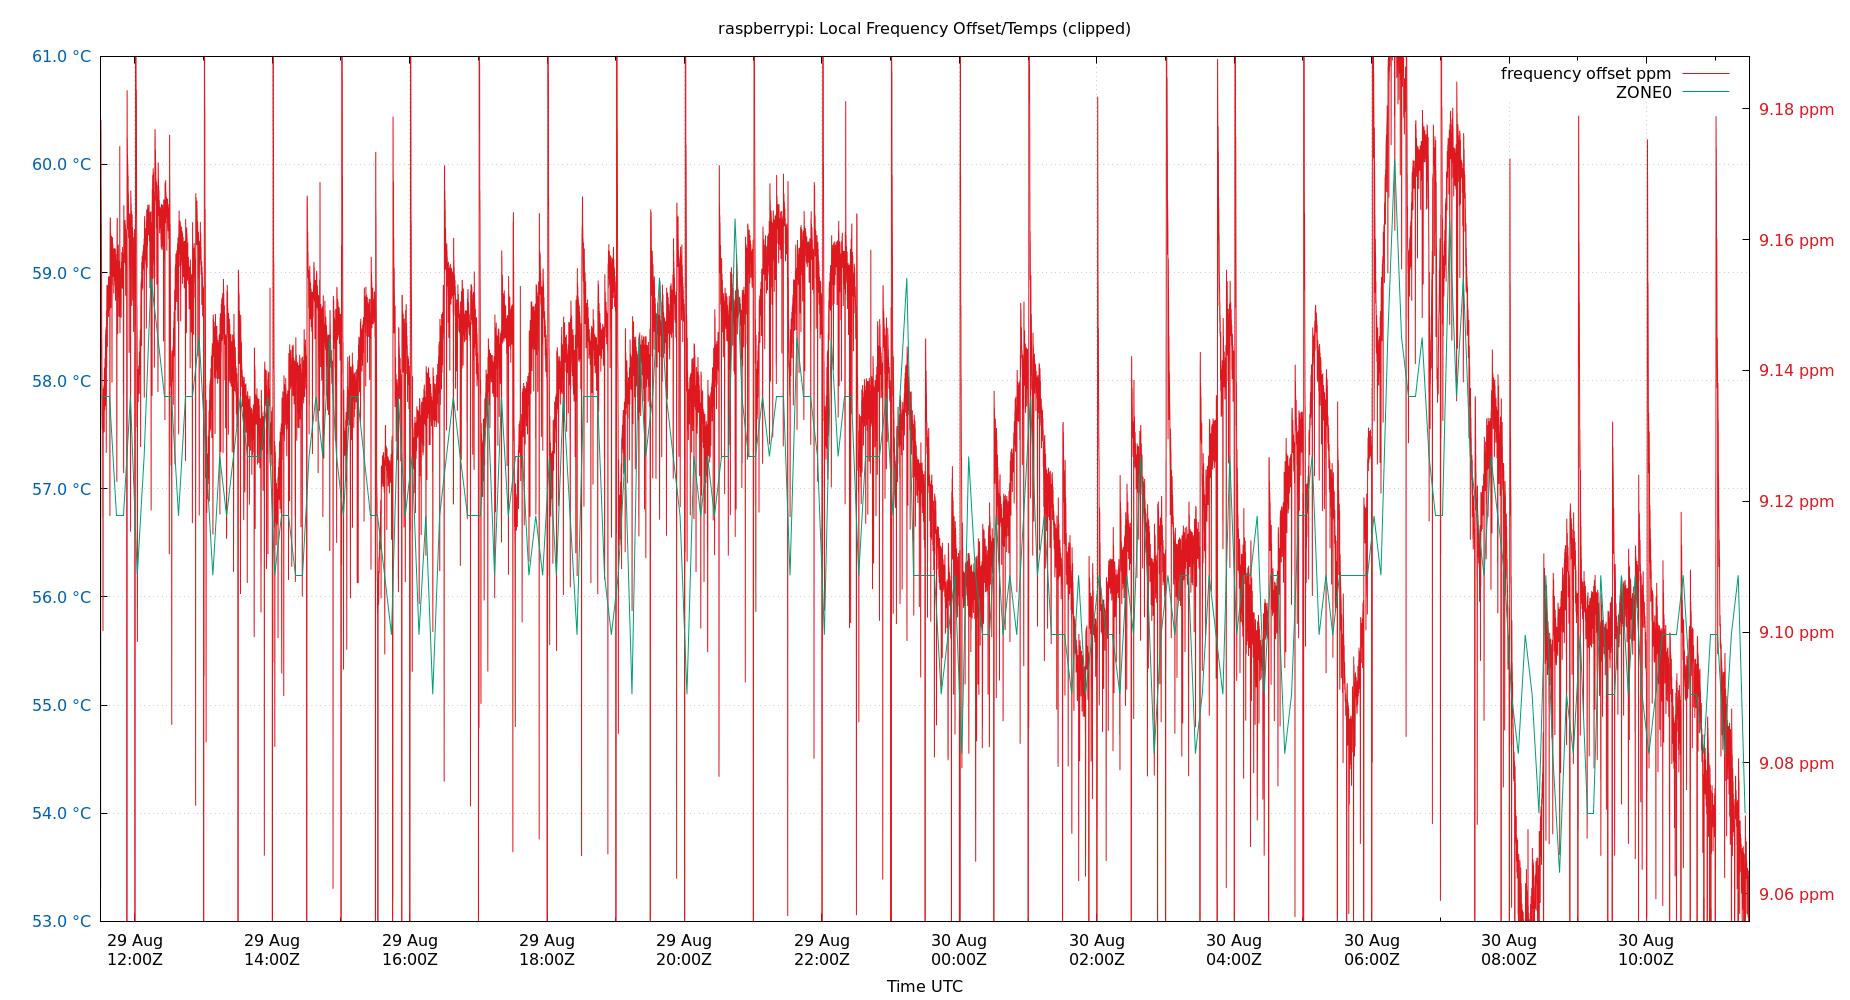 raspberrypi: Local Frequency Offset/Temps (clipped)
frequency offset ppm
ZONE0
61.0 °C
60.0 °C
59.0 °C
58.0 °C
57.0 °C
56.0 °C
55.0 °C
54.0 °C
53.0 °C
9.18 ppm
9.16 ppm
9.14 ppm
9.12 ppm
9.10 ppm
9.08 ppm
9.06 ppm
29 Aug
12:00Z
29 Aug
14:00Z
29 Aug
16:00Z
29 Aug
18:00Z
29 Aug
20:00Z
29 Aug
22:00Z
30 Aug
00:00Z
30 Aug
02:00Z
30 Aug
04:00Z
30 Aug
06:00Z
30 Aug
08:00Z
30 Aug
10:00Z
Time UTC